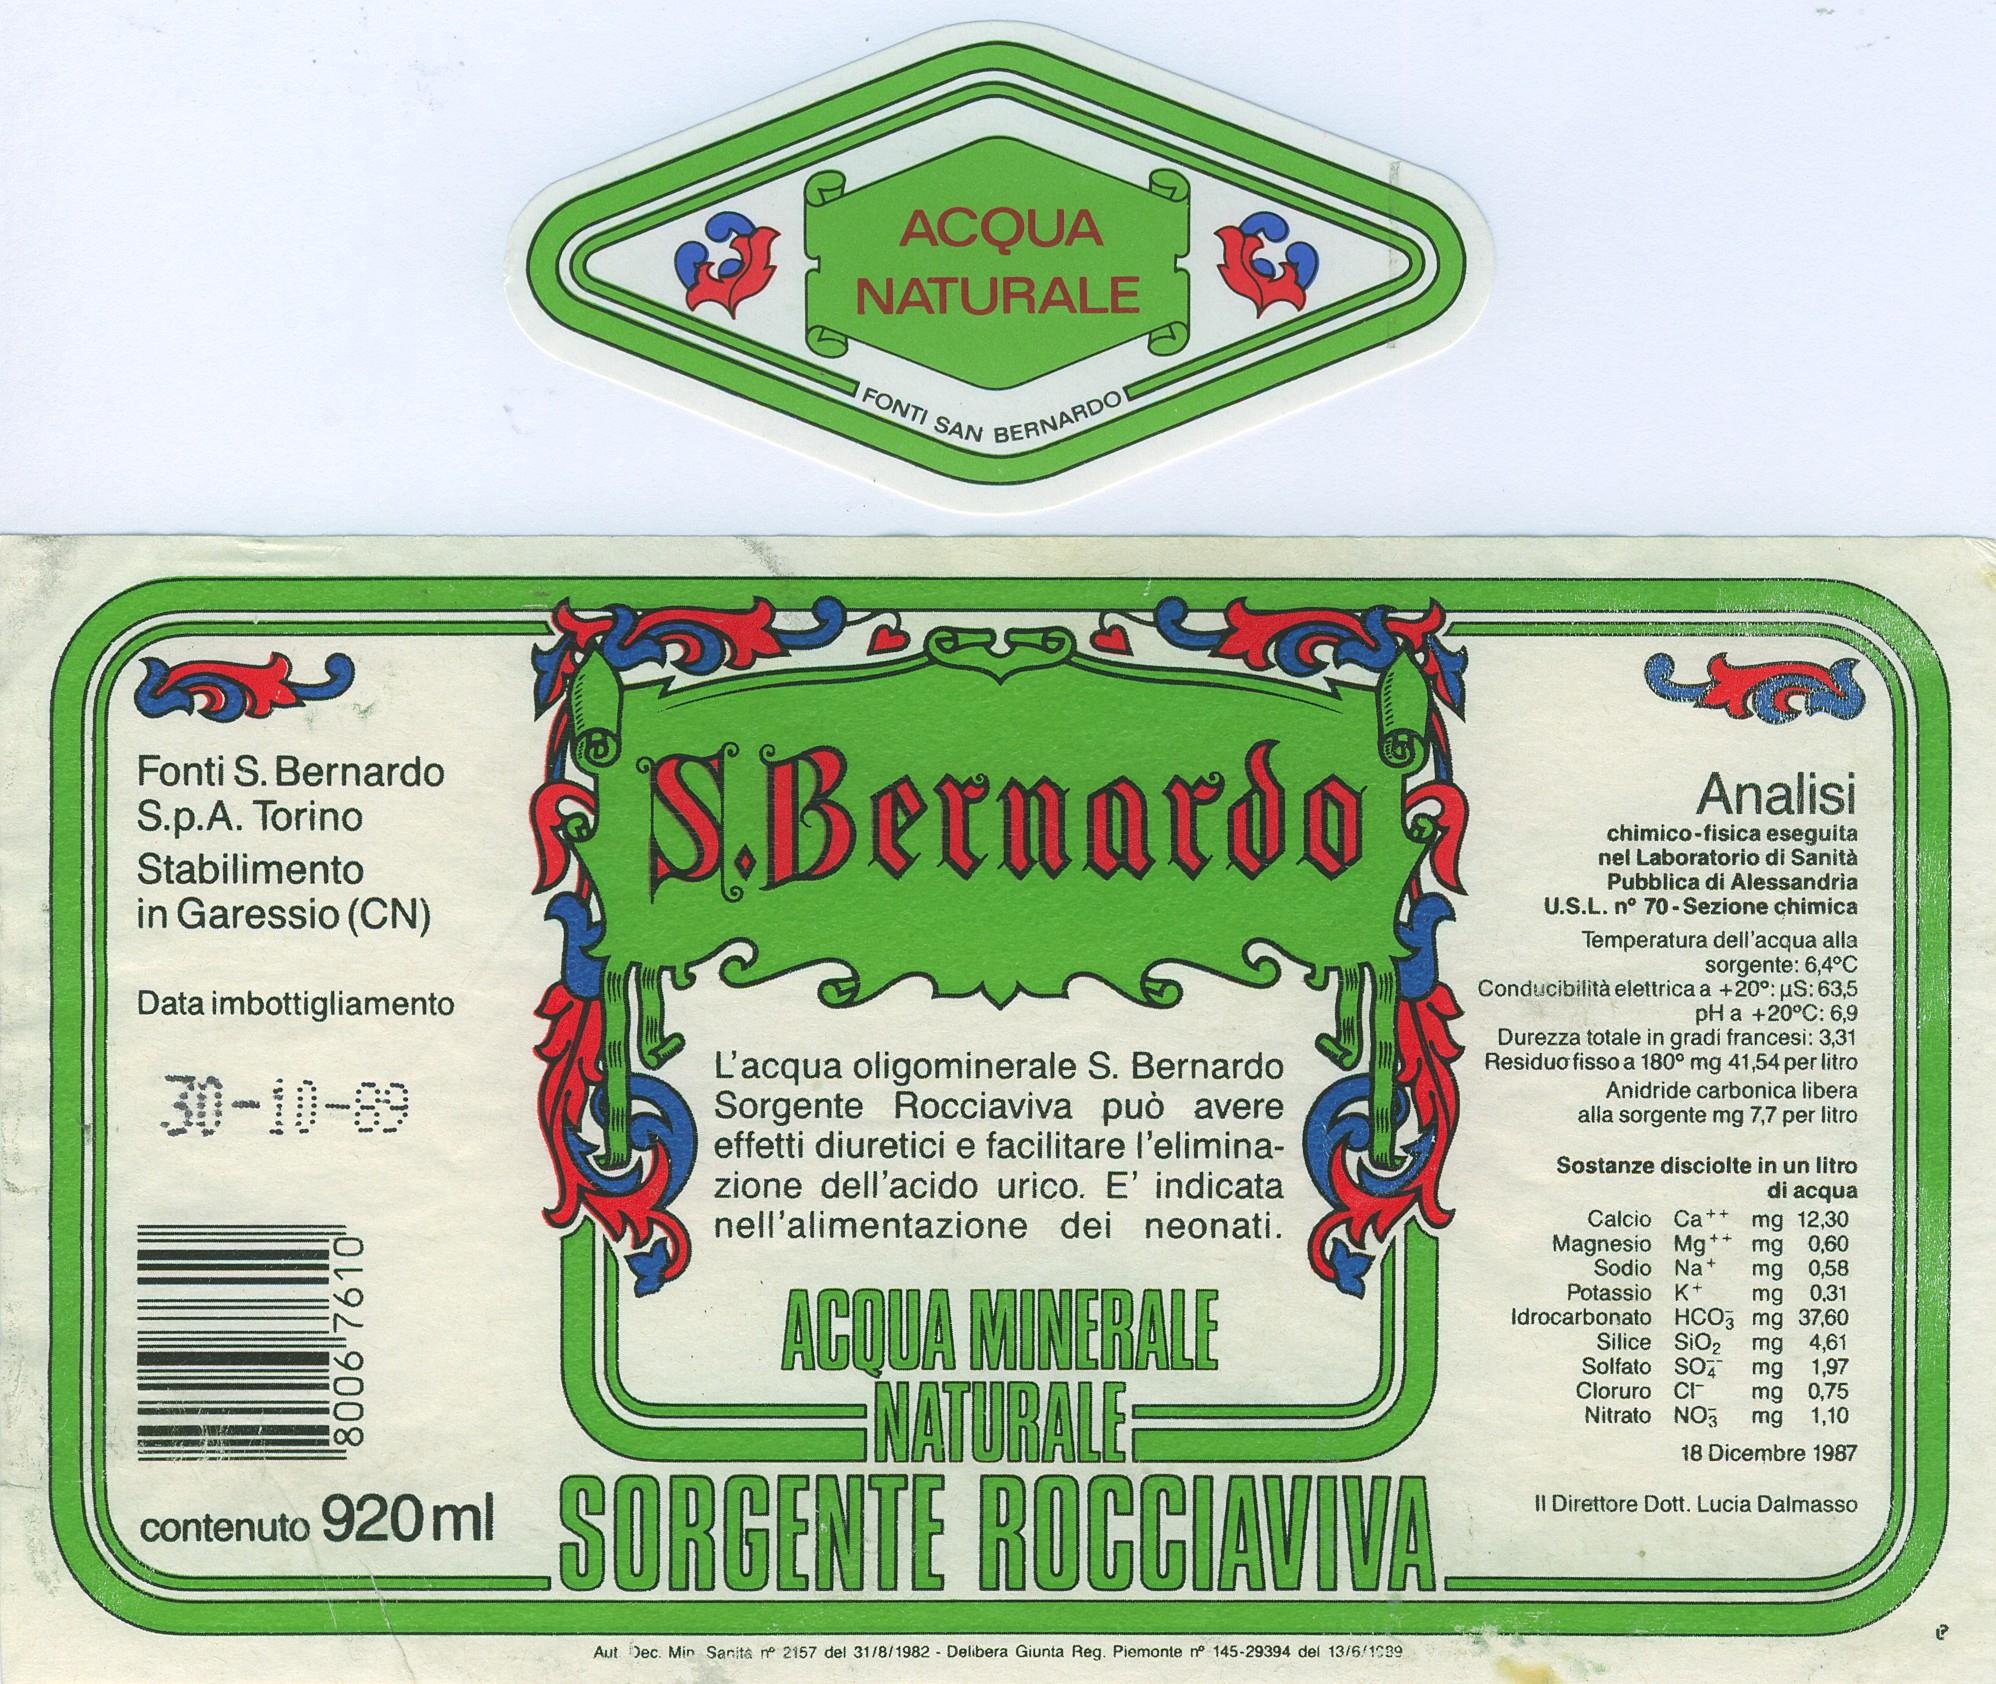 ACQUA
NATURALE
FONTI SAN BERNARDO
Fonti S. Bernardo
S.p.A. Torino
Stabilimento
in Garessio (CN)
Data imbottigliamento
30-10-89
8006 7610
contenuto 920 ml
S. Bernardo
L'acqua oligominerale S. Bernardo
Sorgente Rocciaviva può avere
effetti diuretici e facilitare l'elimina-
zione dell'acido urico. E' indicata
nell'alimentazione dei neonati.
ACQUA MINERALE
NATURALE
SORGENTE ROCCIAVIVA
Analisi
chimico-fisica eseguita
nel Laboratorio di Sanità
Pubblica di Alessandria
U.S.L. nº 70 - Sezione chimica
Temperatura dell'acqua alla
sorgente: 6,4ºC
Conducibilità elettrica a +20º: µS: 63,5
pH a +20ºC: 6,9
Durezza totale in gradi francesi: 3,31
Residuo fisso a 180º mg 41,54 per litro
Anidride carbonica libera
alla sorgente mg 7,7 per litro
Sostanze disciolte in un litro
di acqua
Calcio Ca++ mg 12,30
Magnesio Mg++ mg 0,60
Sodio Na+ mg 0,58
Potassio K+ mg 0,31
Idrocarbonato HCO3- mg 37,60
Silice SiO2 mg 4,61
Solfato SO4-- mg 1,97
Cloruro Cl- mg 0,75
Nitrato NO3- mg 1,10
18 Dicembre 1987
Il Direttore Dott. Lucia Dalmasso
Aut. Dec. Min. Sanità nº 2157 del 31/8/1982 - Delibera Giunta Reg. Piemonte nº 145-29394 del 13/6/1989